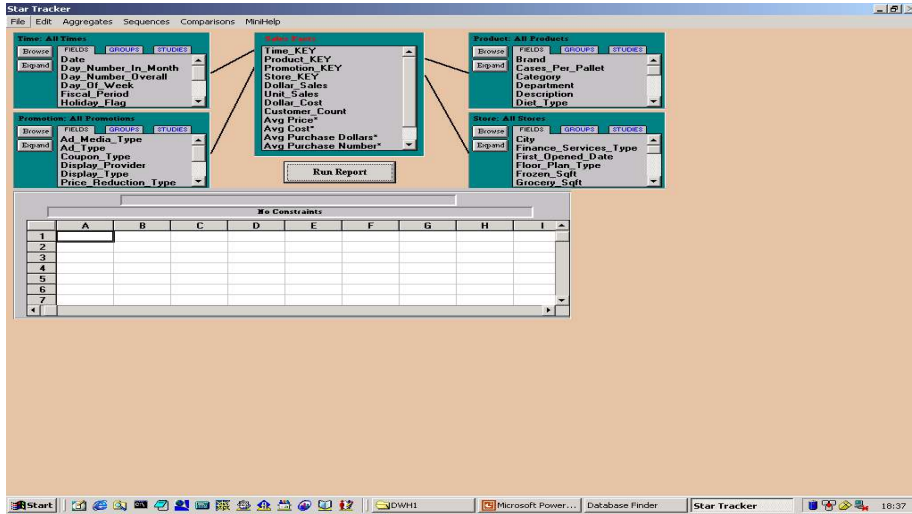 Star Tracker
File Edit Aggregates Sequences Comparisons MiniHelp
Time: All Times
Browse
Expand
FIELDS GROUPS STUDIES
Date
Day_Number_In_Month
Day_Number_Overall
Day_Of_Week
Fiscal_Period
Holiday_Flag
Sales Facts
Time_KEY
Product_KEY
Promotion_KEY
Store_KEY
Dollar_Sales
Unit_Sales
Dollar_Cost
Customer_Count
Avg Price*
Avg Cost*
Avg Purchase Dollars*
Avg Purchase Number*
Product: All Products
Browse
Expand
FIELDS GROUPS STUDIES
Brand
Cases_Per_Pallet
Category
Department
Description
Diet_Type
Promotion: All Promotions
Browse
Expand
FIELDS GROUPS STUDIES
Ad_Media_Type
Ad_Type
Coupon_Type
Display_Provider
Display_Type
Price_Reduction_Type
Store: All Stores
Browse
Expand
FIELDS GROUPS STUDIES
City
Finance_Services_Type
First_Opened_Date
Floor_Plan_Type
Frozen_Sqft
Grocery_Sqft
Run Report
No Constraints
A B C D E F G H I
1
2
3
4
5
6
7
Start DWH1 Microsoft Power... Database Finder Star Tracker 18:37